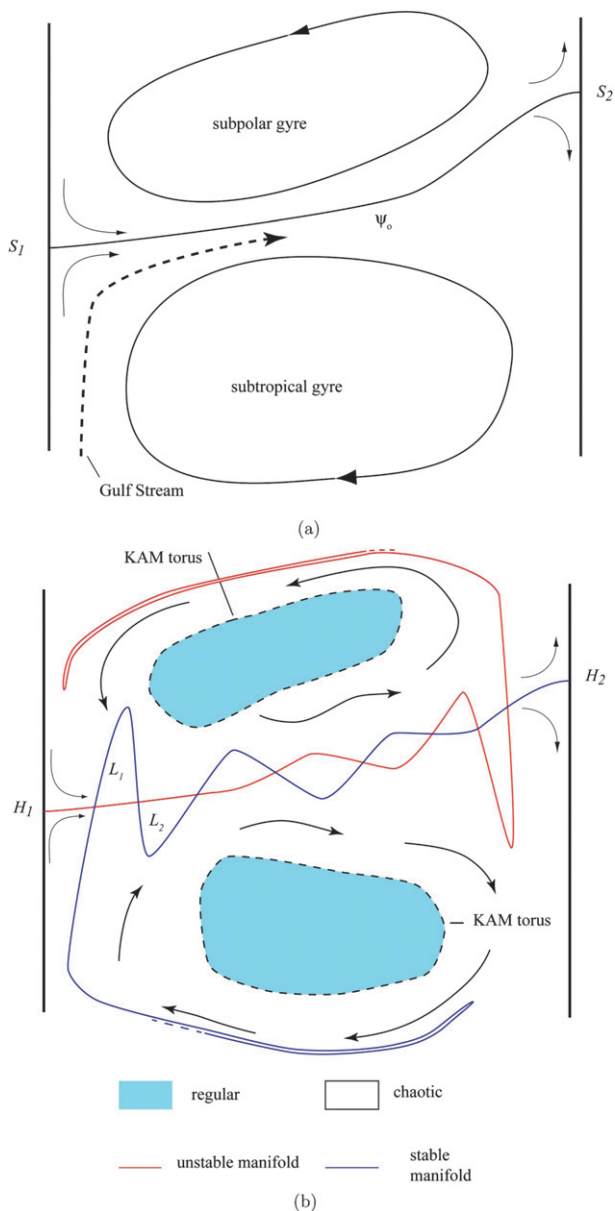 subpolar gyre
S2
S1
ψo
subtropical gyre
Gulf Stream
(a)
KAM torus
H2
L1
L2
H1
KAM torus
regular
chaotic
unstable manifold
stable
manifold
(b)